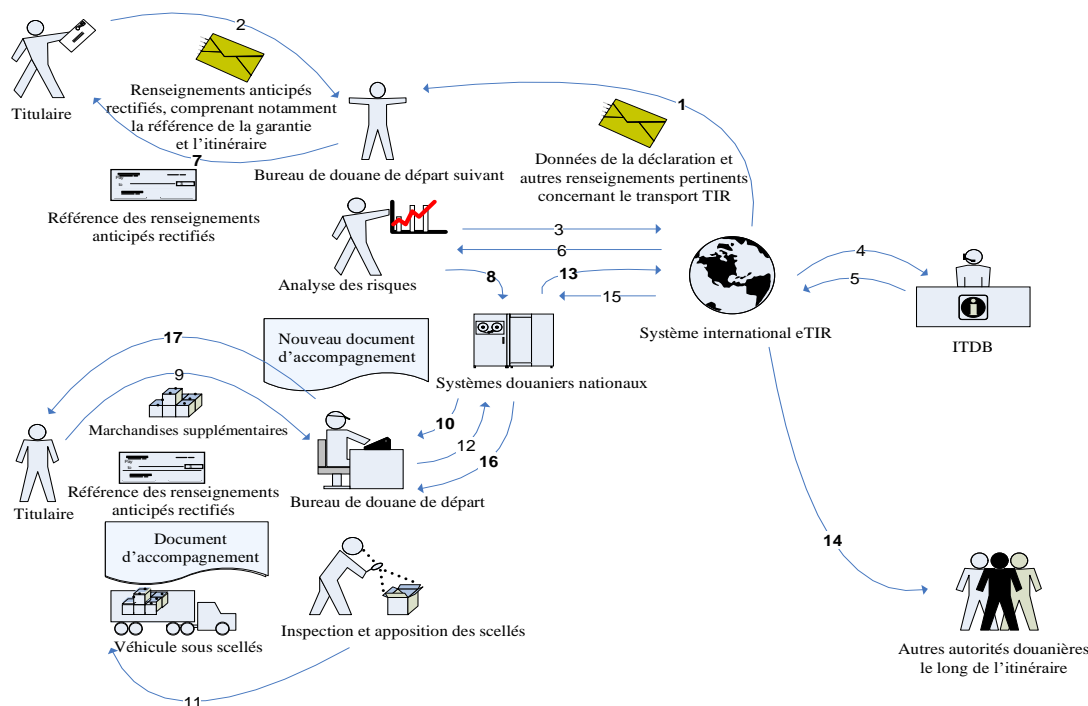 2
1
Titulaire
Renseignements anticipés
rectifiés, comprenant notamment
la référence de la garantie
et l'itinéraire
7
Bureau de douane de départ suivant
Données de la déclaration et
autres renseignements pertinents
concernant le transport TIR
Pay
to
Référence des renseignements
anticipés rectifiés
3
6
4
5
Analyse des risques
8
13
15
Système international eTIR
ITDB
Nouveau document
d'accompagnement
17
Systèmes douaniers nationaux
9
Marchandises supplémentaires
10
12
16
Pay
to
Titulaire
Référence des renseignements
anticipés rectifiés
Bureau de douane de départ
Document
d'accompagnement
14
Véhicule sous scellés
Inspection et apposition des scellés
11
Autres autorités douanières
le long de l'itinéraire